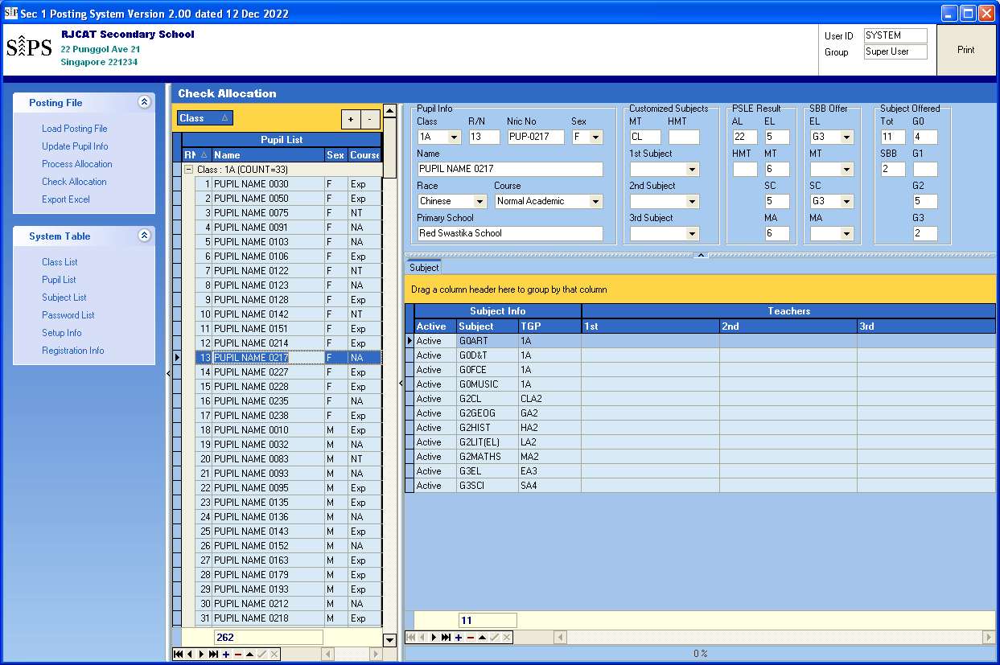 Sec 1 Posting System Version 2.00 dated 12 Dec 2022
SPS
RJCAT Secondary School
22 Punggol Ave 21
Singapore 221234
User ID SYSTEM
Group Super User
Print
Posting File
Load Posting File
Update Pupil Info
Process Allocation
Check Allocation
Export Excel
System Table
Class List
Pupil List
Subject List
Password List
Setup Info
Registration Info
Check Allocation
Class + -
Pupil List
RN Name Sex Course
Class : 1A (COUNT=33)
1 PUPIL NAME 0030 F Exp
2 PUPIL NAME 0050 F Exp
3 PUPIL NAME 0075 F NT
4 PUPIL NAME 0091 F NA
5 PUPIL NAME 0103 F NA
6 PUPIL NAME 0106 F Exp
7 PUPIL NAME 0122 F NT
8 PUPIL NAME 0123 F NA
9 PUPIL NAME 0128 F Exp
10 PUPIL NAME 0142 F NT
11 PUPIL NAME 0151 F Exp
12 PUPIL NAME 0214 F Exp
13 PUPIL NAME 0217 F NA
14 PUPIL NAME 0227 F Exp
15 PUPIL NAME 0228 F Exp
16 PUPIL NAME 0235 F NA
17 PUPIL NAME 0238 F Exp
18 PUPIL NAME 0010 M Exp
19 PUPIL NAME 0032 M NA
20 PUPIL NAME 0083 M NT
21 PUPIL NAME 0093 M NA
22 PUPIL NAME 0095 M Exp
23 PUPIL NAME 0135 M Exp
24 PUPIL NAME 0136 M NA
25 PUPIL NAME 0143 M Exp
26 PUPIL NAME 0152 M NA
27 PUPIL NAME 0163 M Exp
28 PUPIL NAME 0179 M Exp
29 PUPIL NAME 0193 M Exp
30 PUPIL NAME 0212 M NA
31 PUPIL NAME 0218 M Exp
262
Pupil Info
Class R/N Nric No Sex
1A 13 PUP-0217 F
Name
PUPIL NAME 0217
Race Course
Chinese Normal Academic
Primary School
Red Swastika School
Customized Subjects
MT HMT
CL
1st Subject
2nd Subject
3rd Subject
PSLE Result
AL EL
22 5
HMT MT
6
SC
5
MA
6
SBB Offer
EL
G3
MT
SC
G3
MA
Subject Offered
Tot G0
11 4
SBB G1
2
G2
5
G3
2
Subject
Drag a column header here to group by that column
Subject Info Teachers
Active Subject TGP 1st 2nd 3rd
Active G0ART 1A
Active G0D&T 1A
Active G0FCE 1A
Active G0MUSIC 1A
Active G2CL CLA2
Active G2GEOG GA2
Active G2HIST HA2
Active G2LIT(EL) LA2
Active G2MATHS MA2
Active G3EL EA3
Active G3SCI SA4
11
0 %